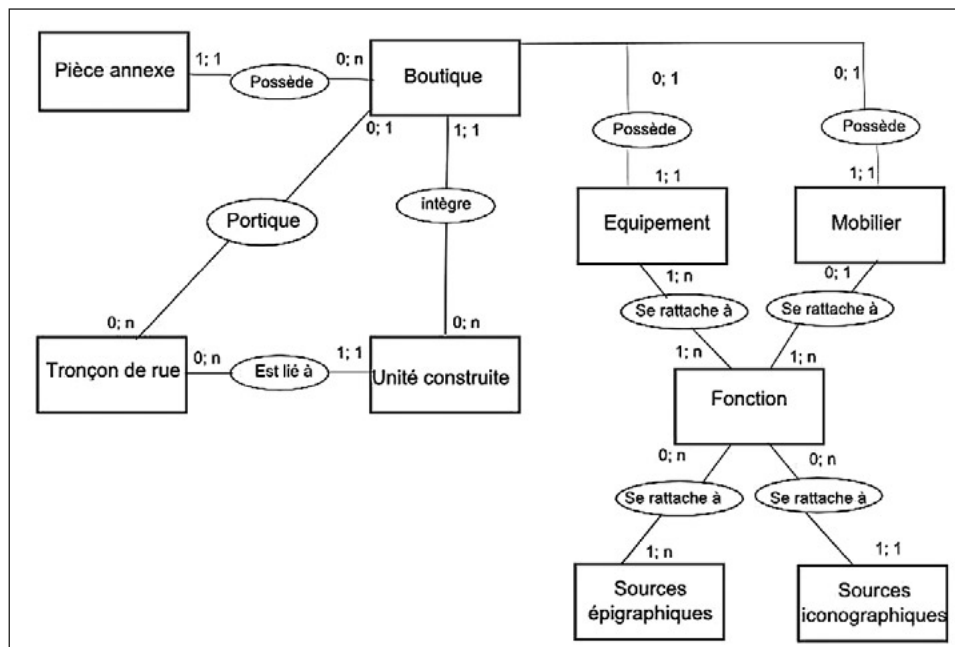 Pièce annexe
1; 1
Possède
0; n
Boutique
0; 1
0; 1
0; 1
1; 1
Possède
Possède
1; 1
1; 1
intègre
Portique
Equipement
Mobilier
1; n
0; 1
Se rattache à
Se rattache à
0; n
0; n
1; n
1; n
Tronçon de rue
0; n
Est lié à
1; 1
Unité construite
Fonction
0; n
0; n
Se rattache à
Se rattache à
1; n
1; 1
Sources
épigraphiques
Sources
iconographiques